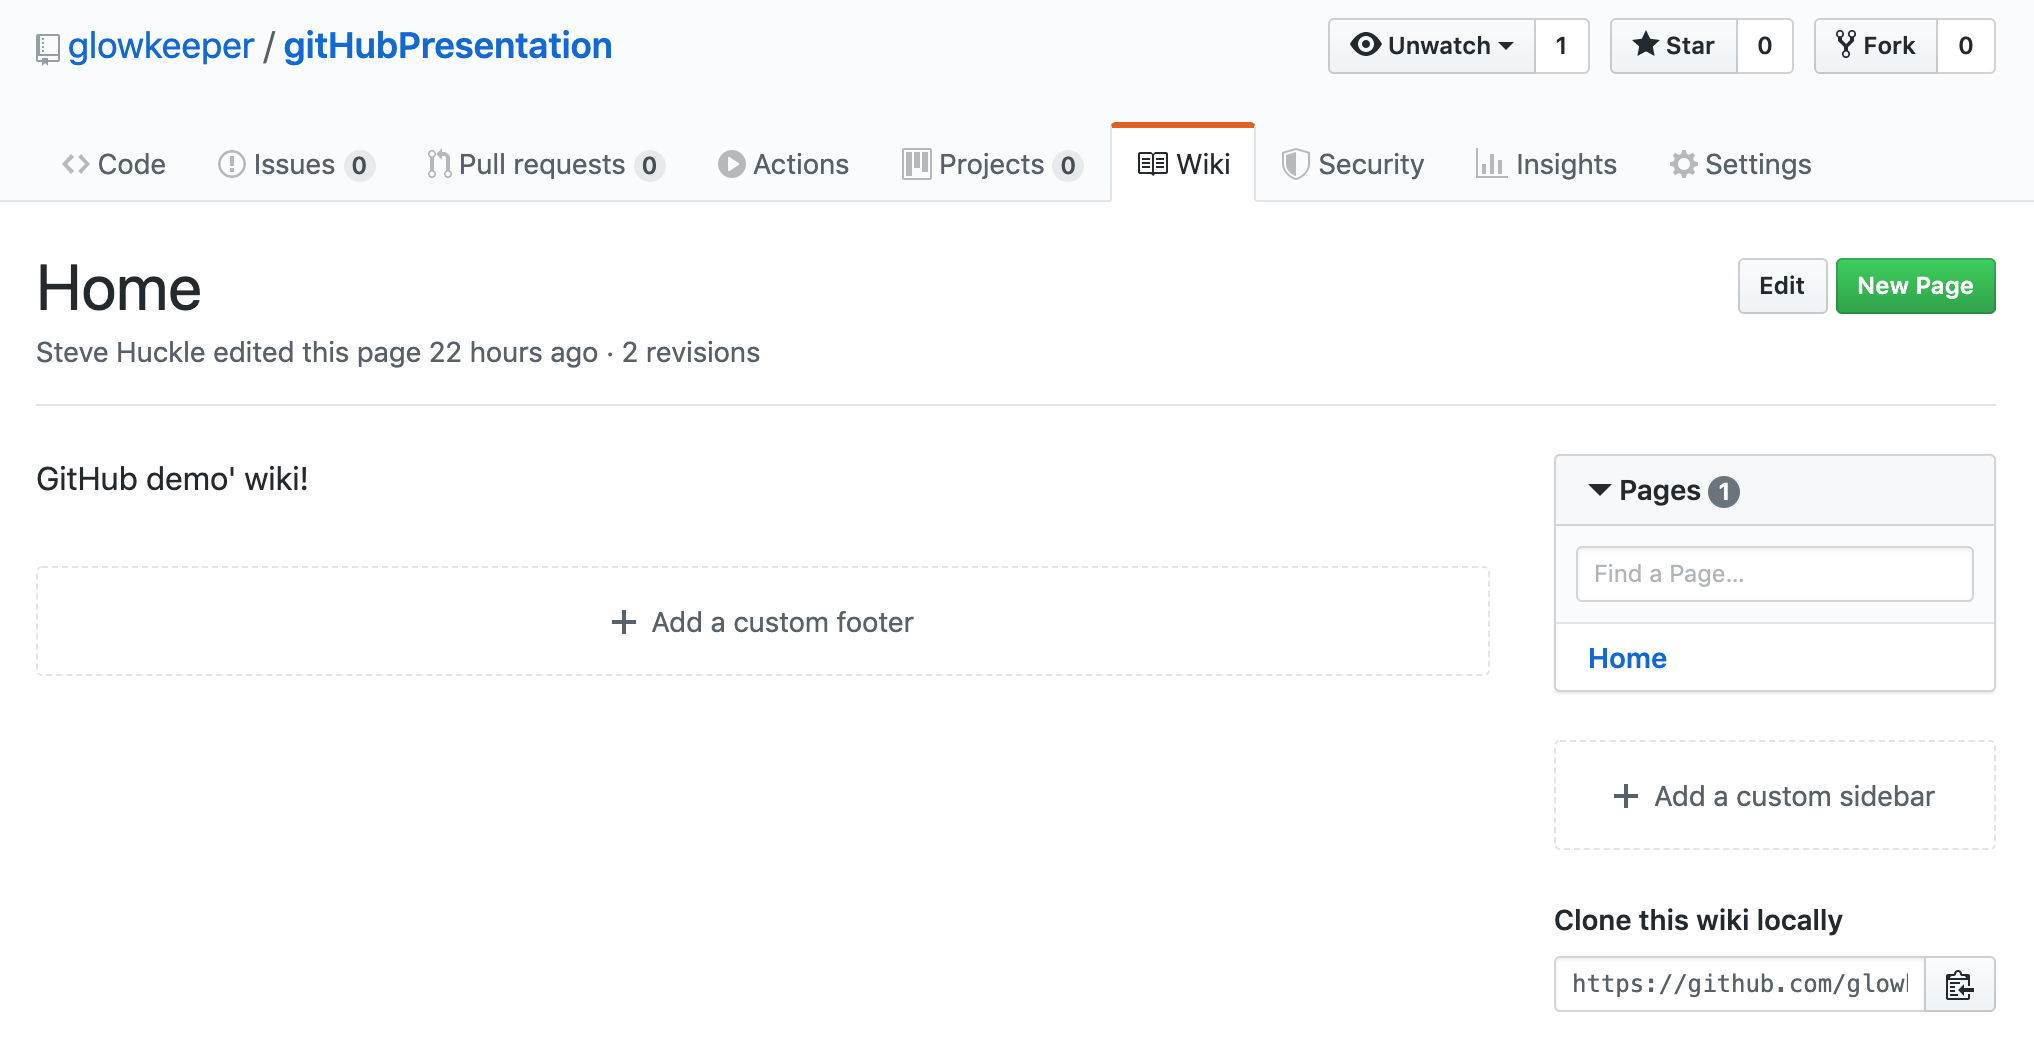 glowkeeper / gitHubPresentation
Unwatch 1 Star 0 Fork 0
Code Issues 0 Pull requests 0 Actions Projects 0 Wiki Security Insights Settings
Home
Edit New Page
Steve Huckle edited this page 22 hours ago · 2 revisions
GitHub demo' wiki!
+ Add a custom footer
Pages 1
Find a Page...
Home
+ Add a custom sidebar
Clone this wiki locally
https://github.com/glow